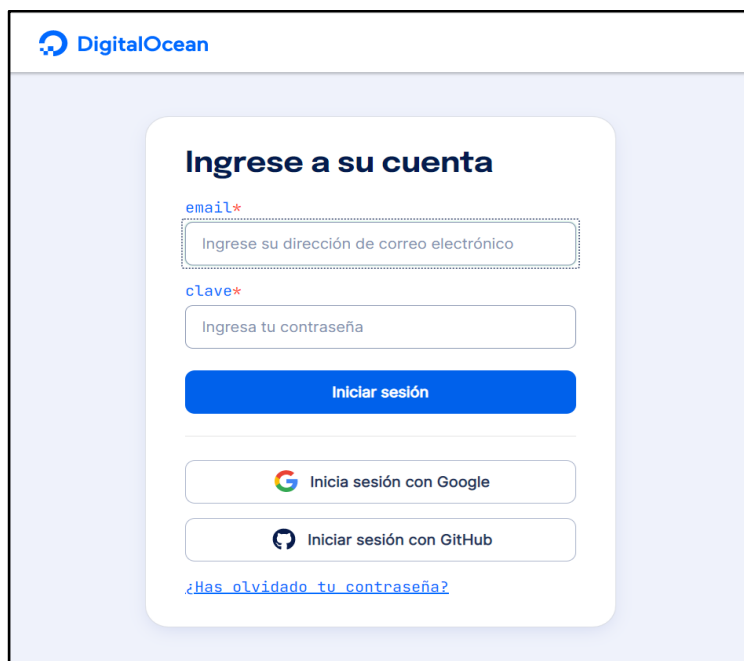 DigitalOcean
Ingrese a su cuenta
email*
Ingrese su dirección de correo electrónico
clave*
Ingresa tu contraseña
Iniciar sesión
Inicia sesión con Google
Iniciar sesión con GitHub
¿Has olvidado tu contraseña?